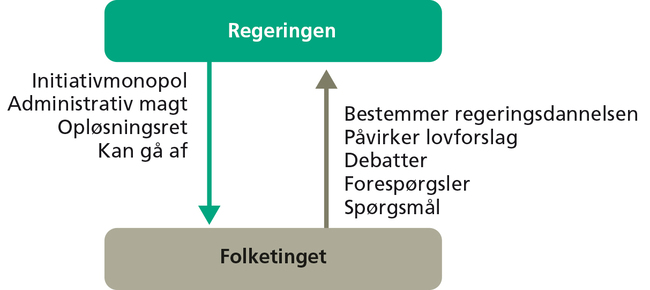 Regeringen
Initiativmonopol
Administrativ magt
Opløsningsret
Kan gå af
Bestemmer regeringsdannelsen
Påvirker lovforslag
Debatter
Forespørgsler
Spørgsmål
Folketinget